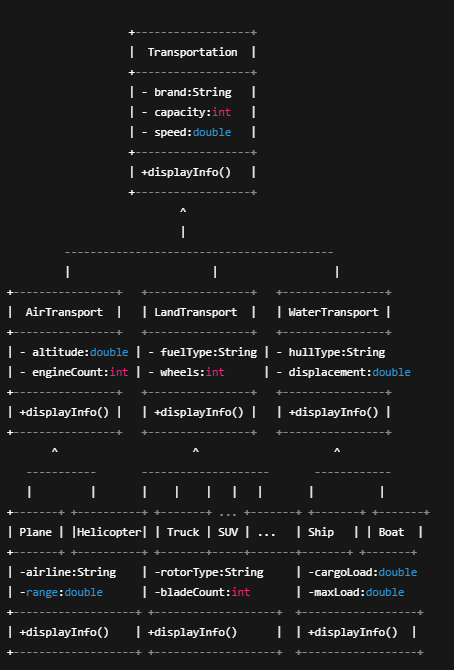 +------------------+
|  Transportation  |
+------------------+
| - brand:String   |
| - capacity:int   |
| - speed:double   |
+------------------+
| +displayInfo()   |
+------------------+
^
|
------------------------------------------
|                      |                  |
+----------------+   +----------------+   +----------------+
|  AirTransport  |   | LandTransport  |   | WaterTransport |
+----------------+   +----------------+   +----------------+
| - altitude:double | - fuelType:String | - hullType:String
| - engineCount:int | - wheels:int      | - displacement:double
+----------------+   +----------------+   +----------------+
| +displayInfo() |   | +displayInfo() |   | +displayInfo() |
+----------------+   +----------------+   +----------------+
^                     ^                     ^
-----------       --------------------       ------------
|         |       |    |    |   |   |       |          |
+-------+ +----------+ +-------+ ... +-------+ +-------+
| Plane | |Helicopter| | Truck | SUV | ...   | Ship   | | Boat  |
+-------+ +----------+ +-------+-----+-------+-------+ +-------+
| -airline:String    | -rotorType:String     | -cargoLoad:double
| -range:double      | -bladeCount:int       | -maxLoad:double
+-------------------+ +--------------------+  +-------------------+
| +displayInfo()    | +displayInfo()      | | +displayInfo()  |
+-------------------+ +--------------------+  +-------------------+